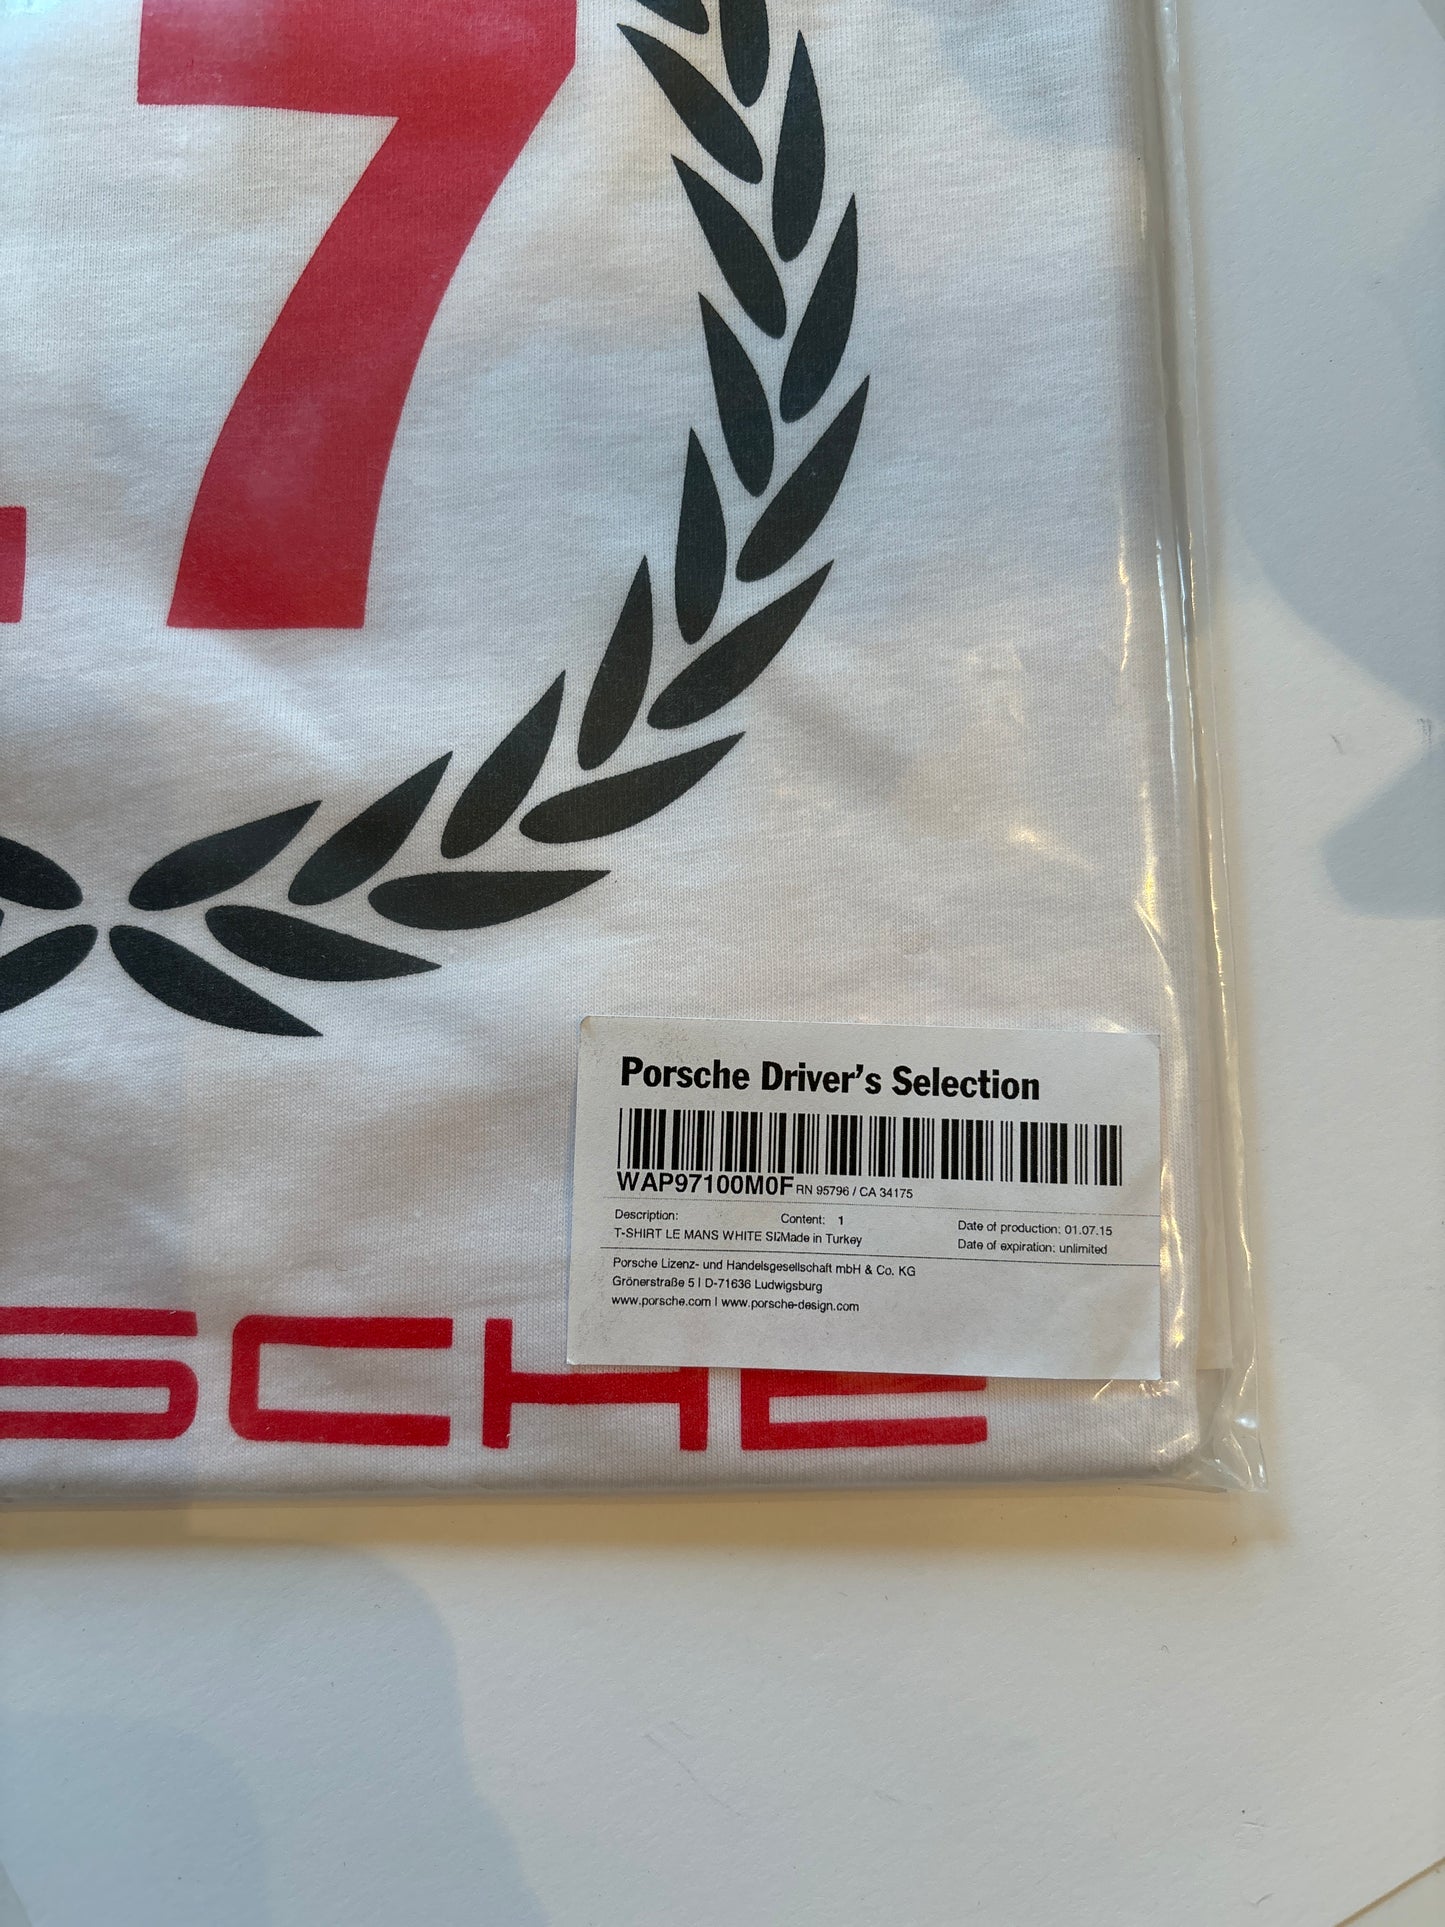 7
SCHE
Porsche Driver's Selection
WAP97100M0F RN 95796 / CA 34175
Description: Content: 1 Date of production: 01.07.15
T-SHIRT LE MANS WHITE Made in Turkey Date of expiration: unlimited
Porsche Lizenz- und Handelsgesellschaft mbH & Co. KG
Grönerstraße 5 | D-71636 Ludwigsburg
www.porsche.com | www.porsche-design.com